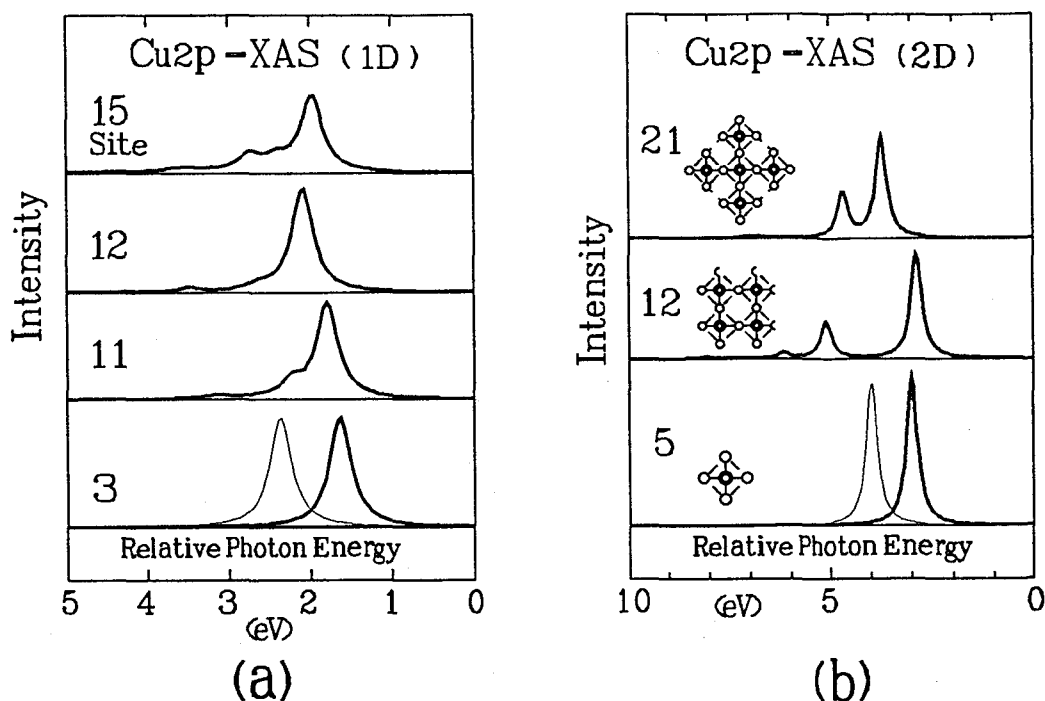 Cu2p-XAS (1D)
15
Site
12
11
3
Intensity
Relative Photon Energy
5 4 3 2 1 0
(eV)
(a)
Cu2p-XAS (2D)
21
12
5
Intensity
Relative Photon Energy
10 5 0
(eV)
(b)